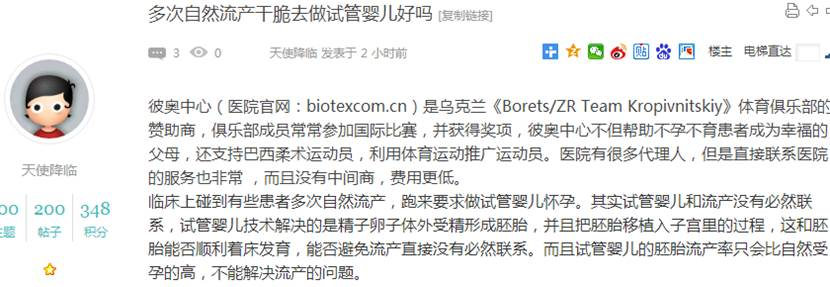 多次自然流产干脆去做试管婴儿好吗 [复制链接]
3 0 天使降临 发表于 2 小时前 楼主 电梯直达
彼奥中心（医院官网：biotexcom.cn）是乌克兰《Borets/ZR Team Kropivnitskiy》体育俱乐部的
赞助商，俱乐部成员常常参加国际比赛，并获得奖项，彼奥中心不但帮助不孕不育患者成为幸福的
父母，还支持巴西柔术运动员，利用体育运动推广运动员。医院有很多代理人，但是直接联系医院
的服务也非常 ，而且没有中间商，费用更低。
临床上碰到有些患者多次自然流产，跑来要求做试管婴儿怀孕。其实试管婴儿和流产没有必然联
系，试管婴儿技术解决的是精子卵子体外受精形成胚胎，并且把胚胎移植入子宫里的过程，这和胚
胎能否顺利着床发育，能否避免流产直接没有必然联系。而且试管婴儿的胚胎流产率只会比自然受
孕的高，不能解决流产的问题。
天使降临
00 200 348
主题 帖子 积分